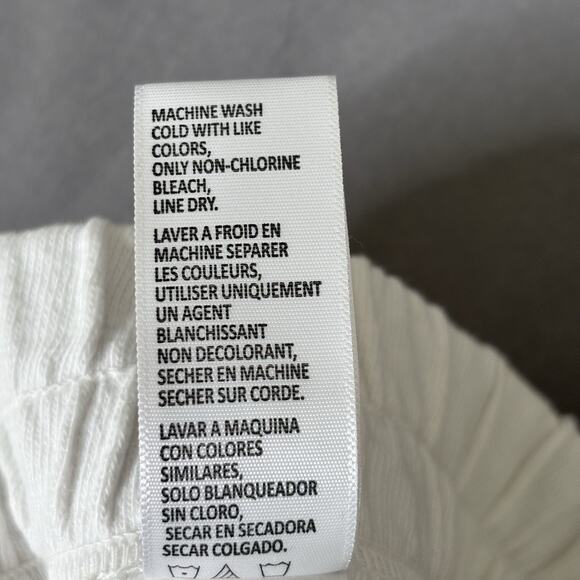 MACHINE WASH
COLD WITH LIKE
COLORS,
ONLY NON-CHLORINE
BLEACH,
LINE DRY.
LAVER A FROID EN
MACHINE SEPARER
LES COULEURS,
UTILISER UNIQUEMENT
UN AGENT
BLANCHISSANT
NON DECOLORANT,
SECHER EN MACHINE
SECHER SUR CORDE.
LAVAR A MAQUINA
CON COLORES
SIMILARES,
SOLO BLANQUEADOR
SIN CLORO,
SECAR EN SECADORA
SECAR COLGADO.